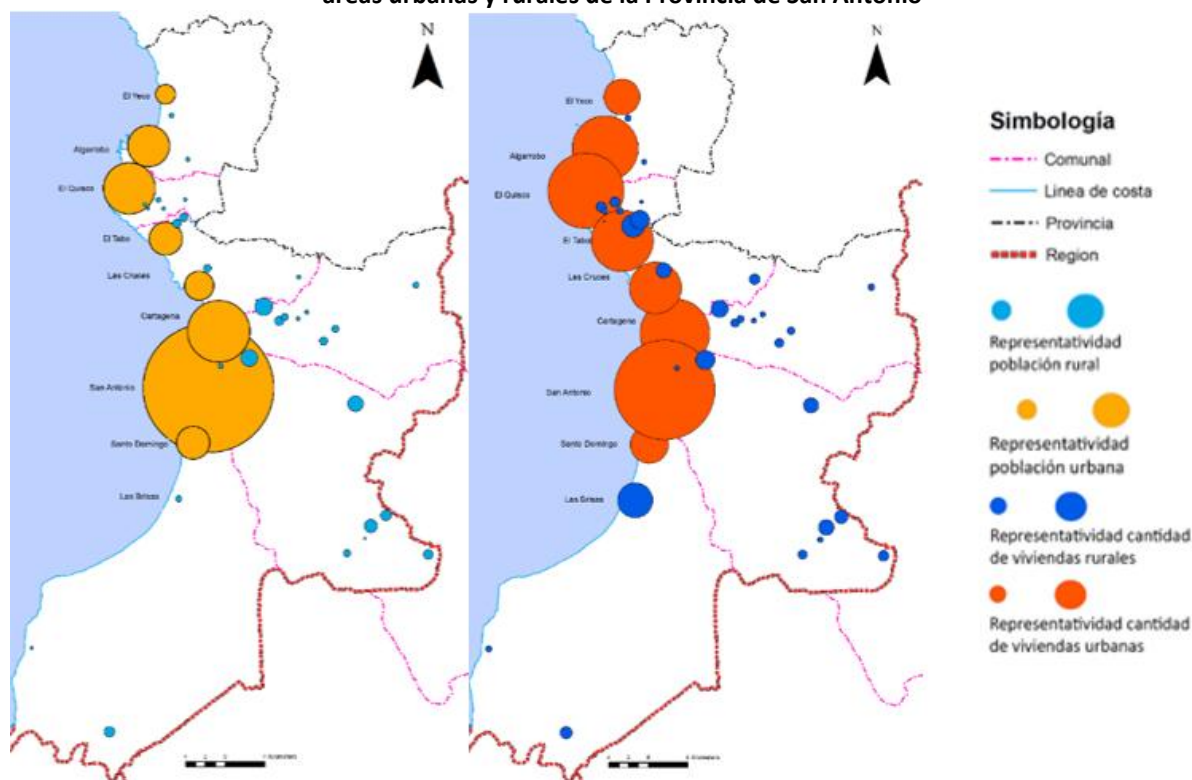 áreas urbanas y rurales de la Provincia de San Antonio
N
El Yeco
Algarrobo
El Quisco
El Tabo
Las Cruces
Cartagena
San Antonio
Santo Domingo
Las Brisas
N
El Yeco
Algarrobo
El Quisco
El Tabo
Las Cruces
Cartagena
San Antonio
Santo Domingo
Las Brisas
Simbología
Comunal
Linea de costa
Provincia
Region
Representatividad
población rural
Representatividad
población urbana
Representatividad cantidad
de viviendas rurales
Representatividad cantidad
de viviendas urbanas